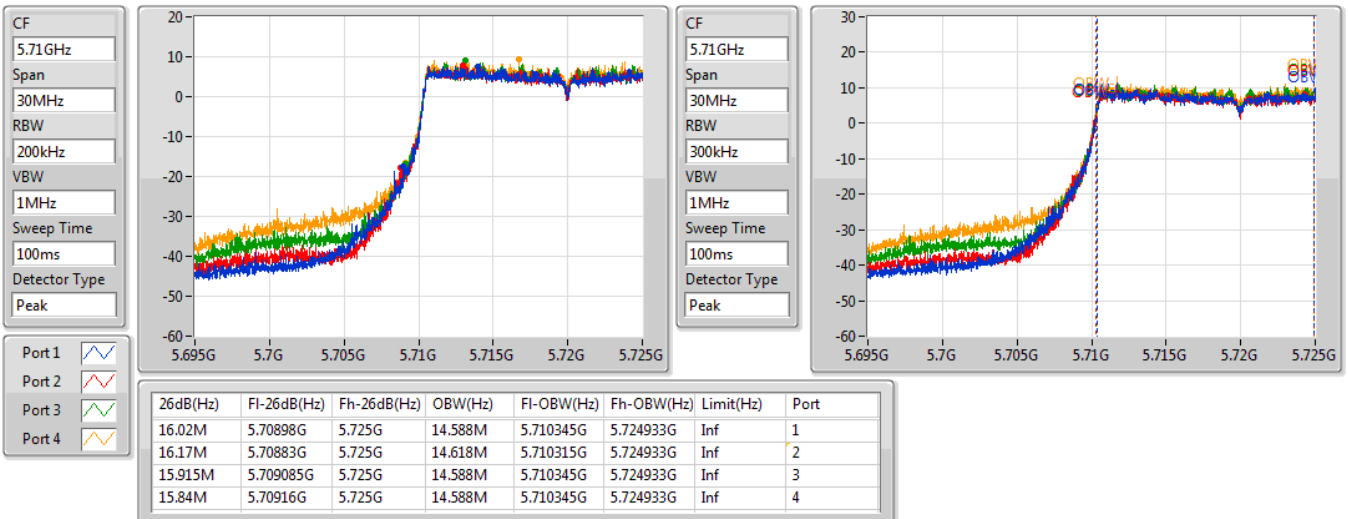 CF
5.71GHz
Span
30MHz
RBW
200kHz
VBW
1MHz
Sweep Time
100ms
Detector Type
Peak
20
10
0
-10
-20
-30
-40
-50
-60
5.695G 5.7G 5.705G 5.71G 5.715G 5.72G 5.725G
CF
5.71GHz
Span
30MHz
RBW
300kHz
VBW
1MHz
Sweep Time
100ms
Detector Type
Peak
30
20
10
0
-10
-20
-30
-40
-50
-60
5.695G 5.7G 5.705G 5.71G 5.715G 5.72G 5.725G
Port 1
Port 2
Port 3
Port 4
26dB(Hz) Fl-26dB(Hz) Fh-26dB(Hz) OBW(Hz) Fl-OBW(Hz) Fh-OBW(Hz) Limit(Hz) Port
16.02M 5.70898G 5.725G 14.588M 5.710345G 5.724933G Inf 1
16.17M 5.70883G 5.725G 14.618M 5.710315G 5.724933G Inf 2
15.915M 5.709085G 5.725G 14.588M 5.710345G 5.724933G Inf 3
15.84M 5.70916G 5.725G 14.588M 5.710345G 5.724933G Inf 4